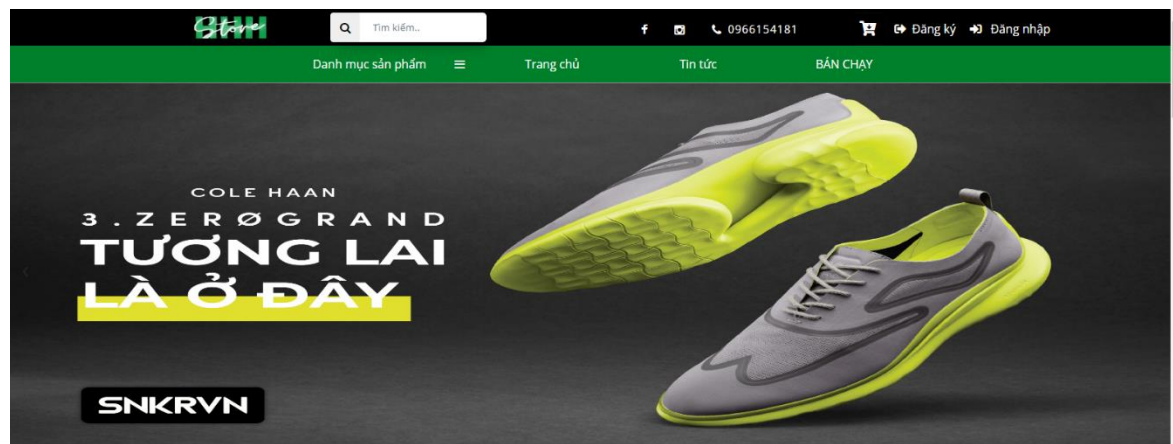 BHH
Store
Tìm kiếm..
0966154181
Đăng ký
Đăng nhập
Danh mục sản phẩm
Trang chủ
Tin tức
BÁN CHẠY
COLE HAAN
3.ZERØGRAND
TƯƠNG LAI
LÀ Ở ĐÂY
SNKRVN